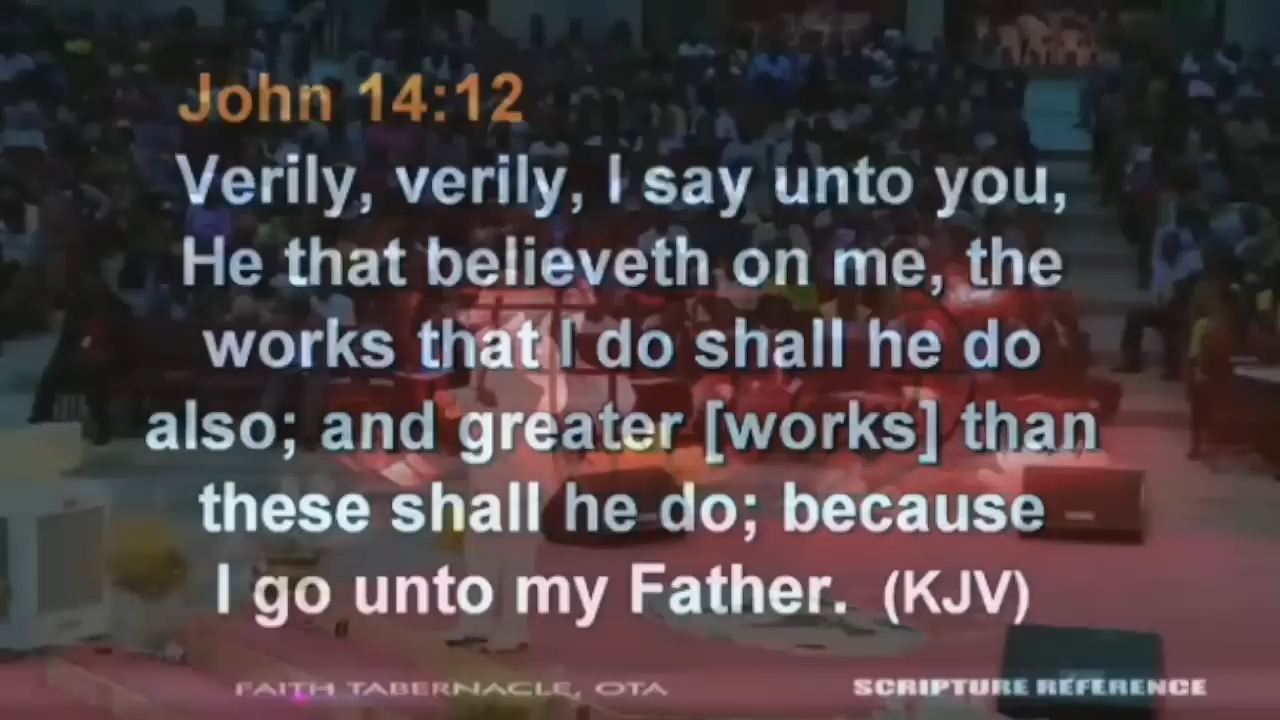 John 14:12
Verily, verily, I say unto you,
He that believeth on me, the
works that I do shall he do
also; and greater [works] than
these shall he do; because
I go unto my Father. (KJV)
FAITH TABERNACLE, OTA
SCRIPTURE REFERENCE